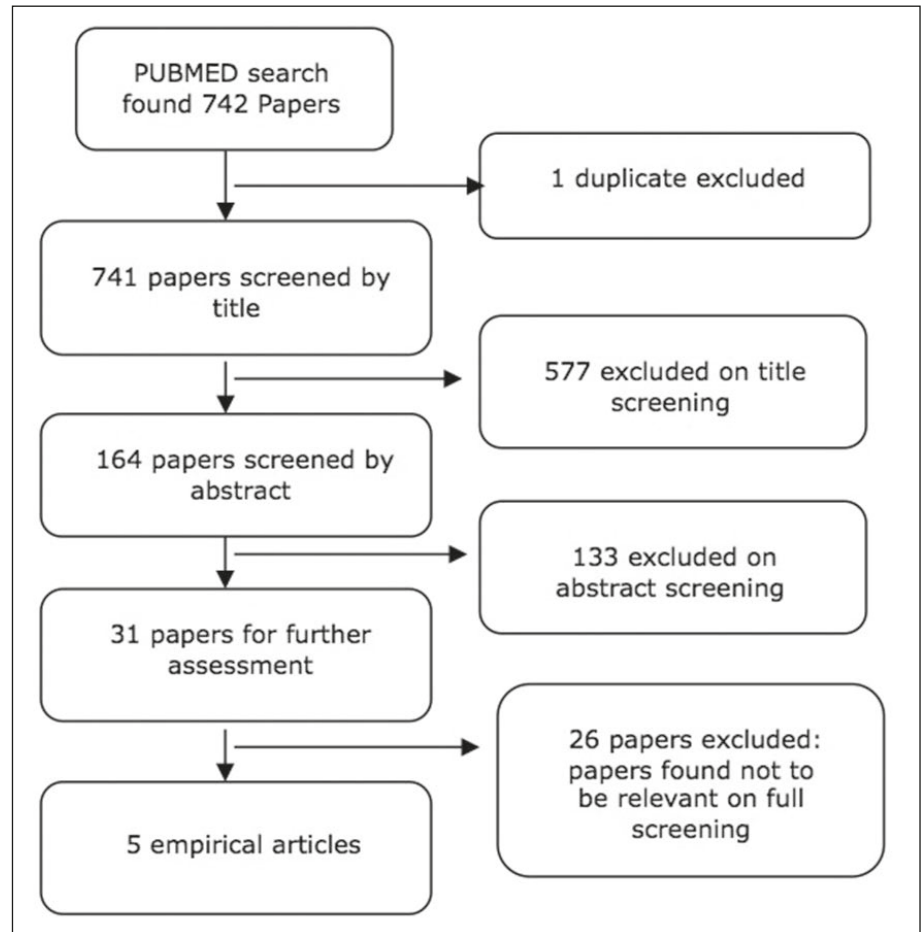 PUBMED search
found 742 Papers
1 duplicate excluded
741 papers screened by
title
577 excluded on title
screening
164 papers screened by
abstract
133 excluded on
abstract screening
31 papers for further
assessment
26 papers excluded:
papers found not to
be relevant on full
screening
5 empirical articles